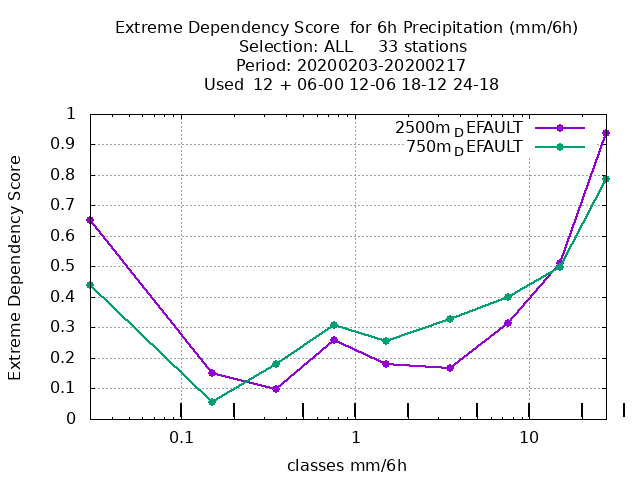 Extreme Dependency Score  for 6h Precipitation (mm/6h)
Selection: ALL     33 stations
Period: 20200203-20200217
Used  12 + 06-00 12-06 18-12 24-18
2500m_DEFAULT
750m_DEFAULT
1
0.9
0.8
0.7
0.6
0.5
0.4
0.3
0.2
0.1
0
Extreme Dependency Score
0.1 1 10
classes mm/6h